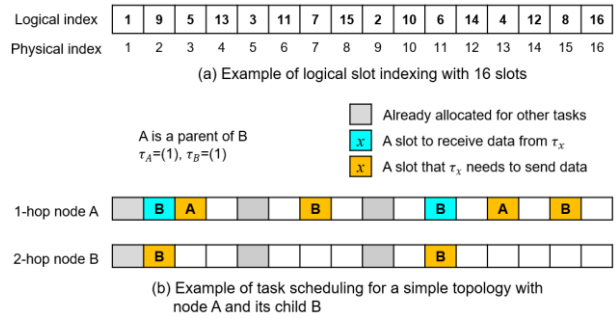 Logical index 1 9 5 13 3 11 7 15 2 10 6 14 4 12 8 16
Physical index 1 2 3 4 5 6 7 8 9 10 11 12 13 14 15 16
(a) Example of logical slot indexing with 16 slots
Already allocated for other tasks
A is a parent of B
x A slot to receive data from τx
τA=(1), τB=(1)
x A slot that τx needs to send data
1-hop node A B A B B A B
2-hop node B B B
(b) Example of task scheduling for a simple topology with
node A and its child B